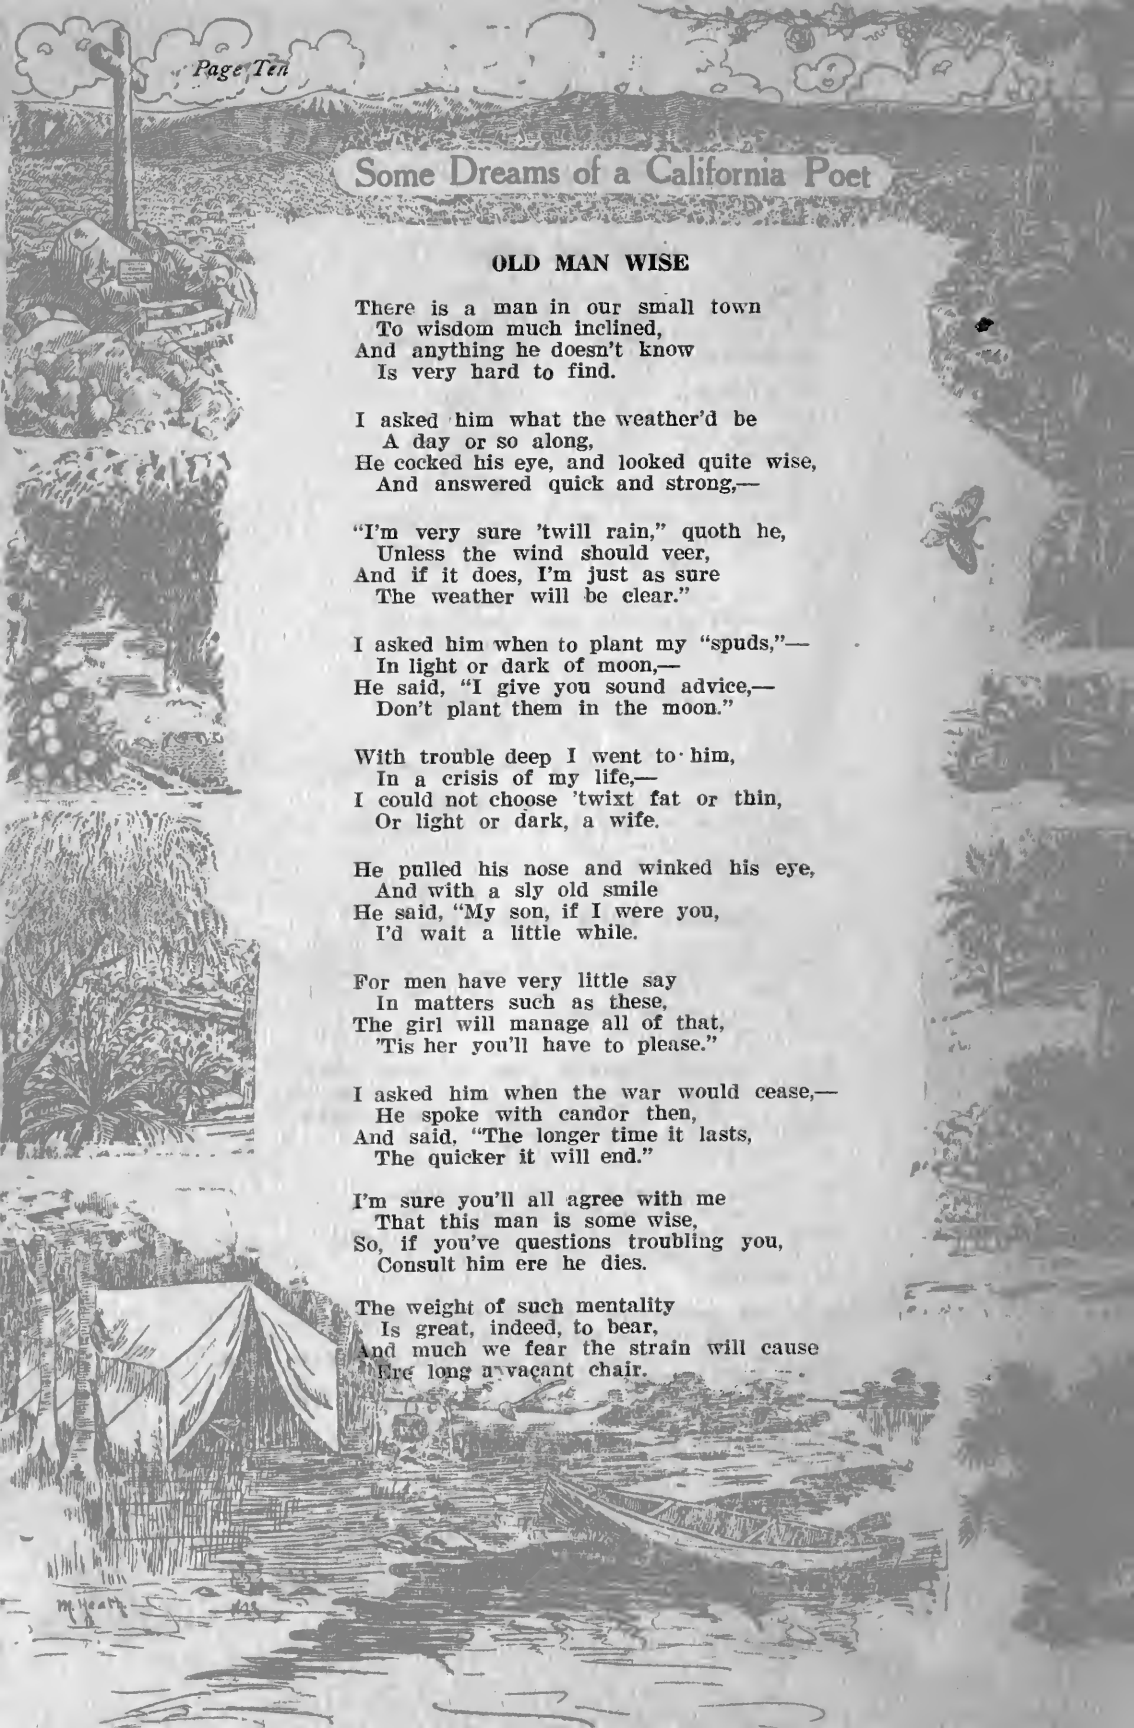 Page Ten
Some Dreams of a California Poet
OLD MAN WISE
There is a man in our small town
To wisdom much inclined,
And anything he doesn't know
Is very hard to find.
I asked him what the weather'd be
A day or so along,
He cocked his eye, and looked quite wise,
And answered quick and strong,—
"I'm very sure 'twill rain," quoth he,
Unless the wind should veer,
And if it does, I'm just as sure
The weather will be clear."
I asked him when to plant my "spuds,"—
In light or dark of moon,—
He said, "I give you sound advice,—
Don't plant them in the moon."
With trouble deep I went to him,
In a crisis of my life,—
I could not choose 'twixt fat or thin,
Or light or dark, a wife.
He pulled his nose and winked his eye,
And with a sly old smile
He said, "My son, if I were you,
I'd wait a little while.
For men have very little say
In matters such as these,
The girl will manage all of that,
'Tis her you'll have to please."
I asked him when the war would cease,—
He spoke with candor then,
And said, "The longer time it lasts,
The quicker it will end."
I'm sure you'll all agree with me
That this man is some wise,
So, if you've questions troubling you,
Consult him ere he dies.
The weight of such mentality
Is great, indeed, to bear,
And much we fear the strain will cause
Ere long a vacant chair.
M. Heath